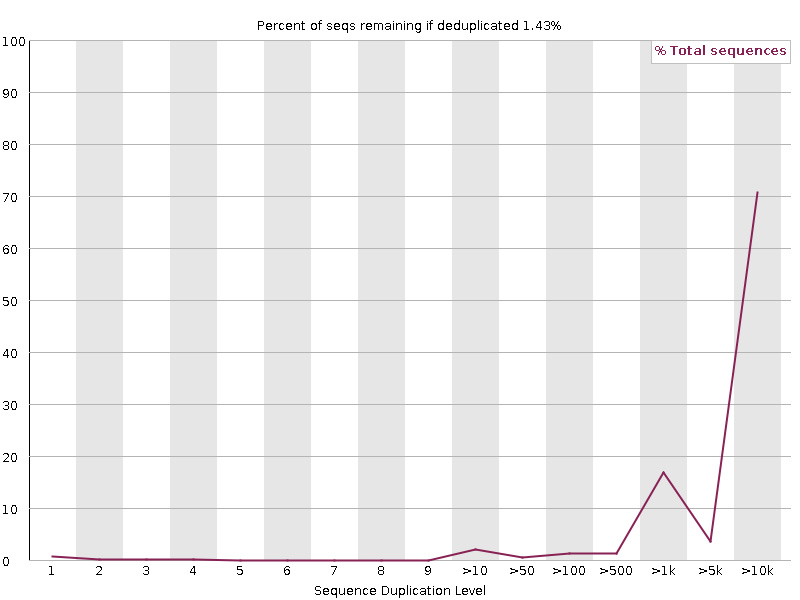 Percent of seqs remaining if deduplicated 1.43%
% Total sequences
100
90
80
70
60
50
40
30
20
10
0
1 2 3 4 5 6 7 8 9 >10 >50 >100 >500 >1k >5k >10k
Sequence Duplication Level